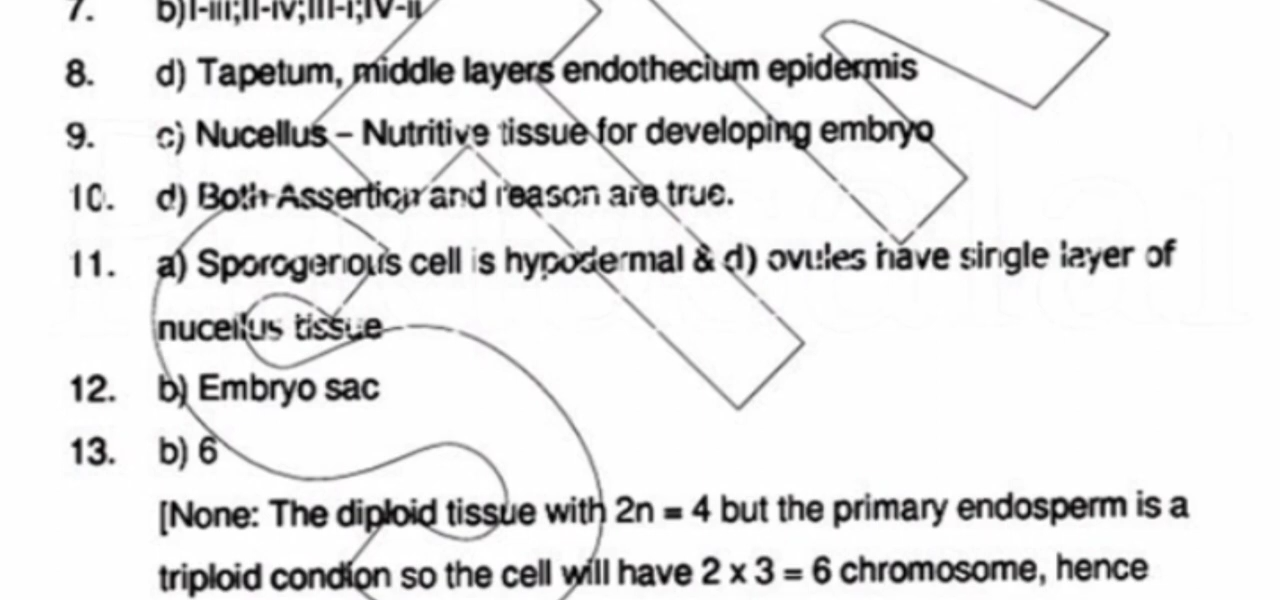 7. b)I-iii;II-iv;III-i;IV-ii
8. d) Tapetum, middle layers endothecium epidermis
9. c) Nucellus – Nutritive tissue for developing embryo
10. d) Both Assertion and reason are true.
11. a) Sporogenous cell is hypodermal & d) ovules have single layer of
nucellus tissue
12. b) Embryo sac
13. b) 6
[None: The diploid tissue with 2n = 4 but the primary endosperm is a
triploid condion so the cell will have 2 x 3 = 6 chromosome, hence